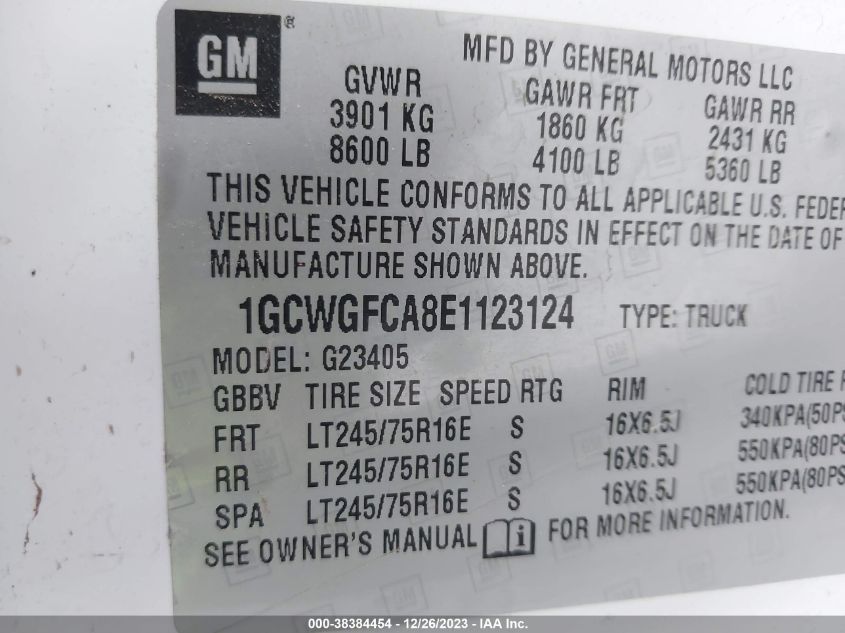 GM®
MFD BY GENERAL MOTORS LLC
GVWR GAWR FRT GAWR RR
3901 KG 1860 KG 2431 KG
8600 LB 4100 LB 5360 LB
THIS VEHICLE CONFORMS TO ALL APPLICABLE U.S. FEDER
VEHICLE SAFETY STANDARDS IN EFFECT ON THE DATE OF
MANUFACTURE SHOWN ABOVE.
1GCWGFCA8E1123124 TYPE: TRUCK
MODEL: G23405
GBBV TIRE SIZE SPEED RTG RIM COLD TIRE
FRT LT245/75R16E S 16X6.5J 340KPA(50PS
RR LT245/75R16E S 16X6.5J 550KPA(80PS
SPA LT245/75R16E S 16X6.5J 550KPA(80PS
SEE OWNER'S MANUAL i FOR MORE INFORMATION.
000-38384454 - 12/26/2023 - IAA Inc.